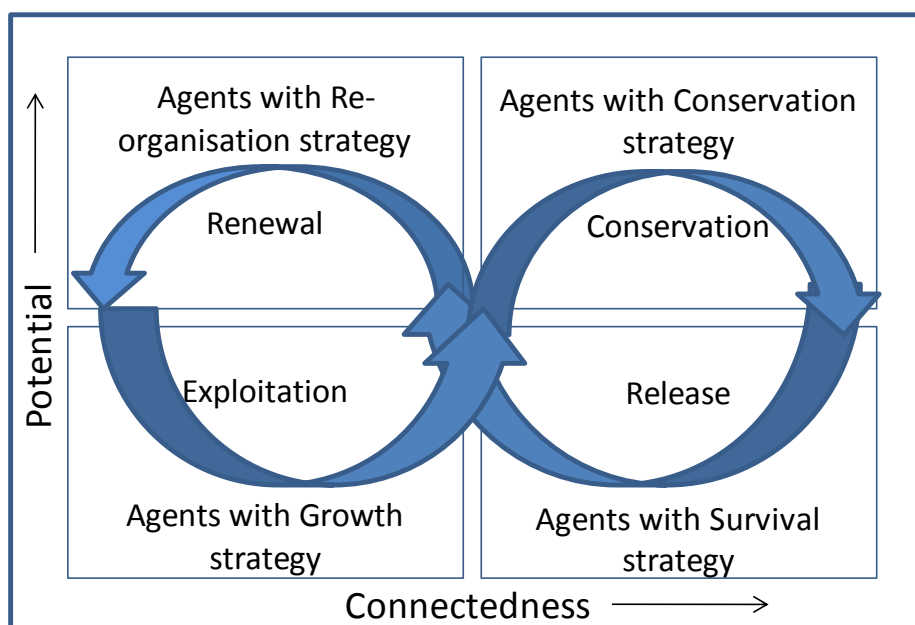 Agents with Re-
organisation strategy
Renewal
Agents with Conservation
strategy
Conservation
Potential
Exploitation
Agents with Growth
strategy
Release
Agents with Survival
strategy
Connectedness